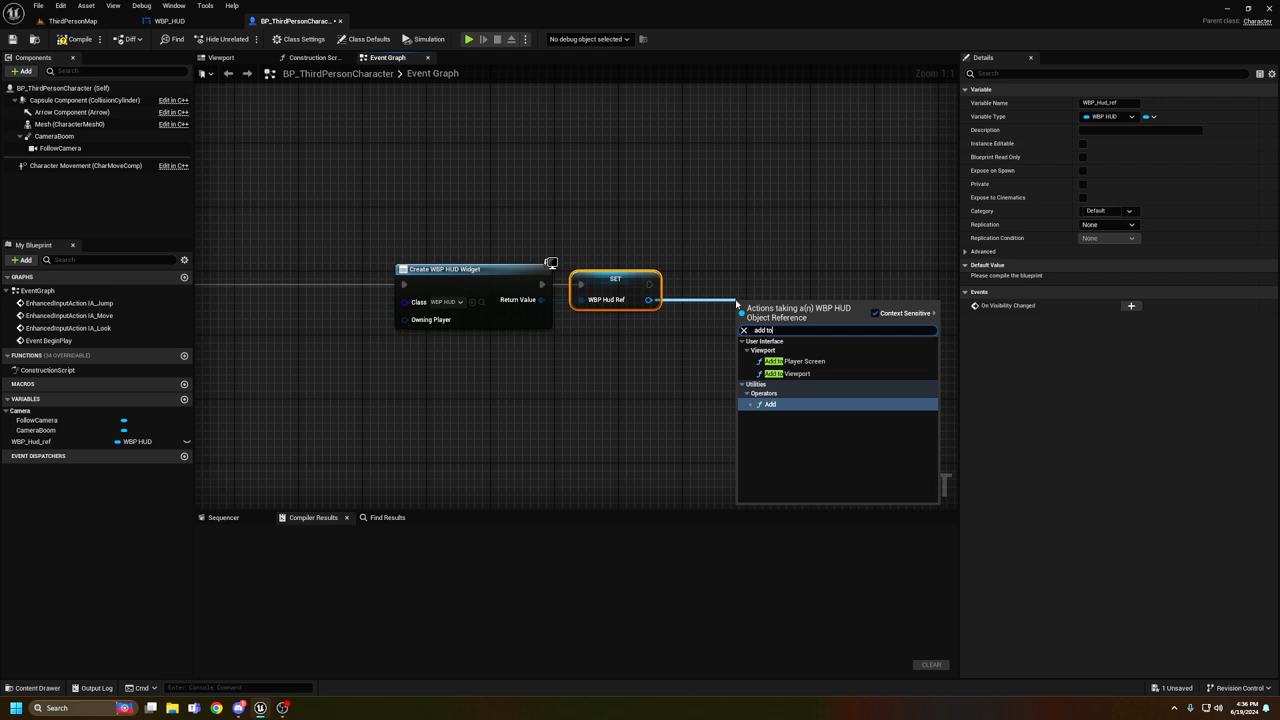 File Edit Asset View Debug Window Tools Help
Parent class: Character
ThirdPersonMap WBP_HUD BP_ThirdPersonCharac... •
Compile Diff Find Hide Unrelated Class Settings Class Defaults Simulation No debug object selected
Components Viewport Construction Scr... Event Graph Details
Add Search BP_ThirdPersonCharacter > Event Graph Zoom 1:1 Search
BP_ThirdPersonCharacter (Self)
Capsule Component (CollisionCylinder) Edit in C++
Arrow Component (Arrow) Edit in C++
Mesh (CharacterMesh0) Edit in C++
CameraBoom
FollowCamera
Character Movement (CharMoveComp) Edit in C++
My Blueprint
Add Search
GRAPHS
EventGraph
EnhancedInputAction IA_Jump
EnhancedInputAction IA_Move
EnhancedInputAction IA_Look
Event BeginPlay
FUNCTIONS (34 OVERRIDABLE)
ConstructionScript
MACROS
VARIABLES
Camera
FollowCamera
CameraBoom
WBP_Hud_ref WBP HUD
EVENT DISPATCHERS
Create WBP HUD Widget
Class WBP HUD Return Value
Owning Player
SET
WBP Hud Ref
Actions taking a(n) WBP HUD
Object Reference
Context Sensitive
add to
User Interface
Viewport
Add to Player Screen
Add to Viewport
Utilities
Operators
Add
T
Variable
Variable Name WBP_Hud_ref
Variable Type WBP HUD
Description
Instance Editable
Blueprint Read Only
Expose on Spawn
Private
Expose to Cinematics
Category Default
Replication None
Replication Condition None
Advanced
Default Value
Please compile the blueprint
Events
On Visibility Changed
Sequencer Compiler Results Find Results
CLEAR
Content Drawer Output Log Cmd Enter Console Command 1 Unsaved Revision Control
Search
4:36 PM
6/19/2024